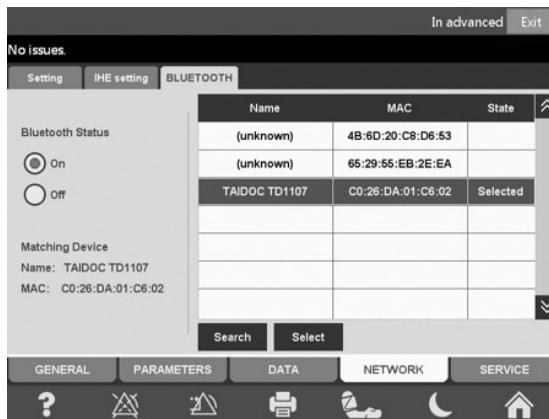 In advanced Exit
No issues.
Setting IHE setting BLUETOOTH
Name MAC State
Bluetooth Status
(unknown) 4B:6D:20:C8:D6:53
On
(unknown) 65:29:55:EB:2E:EA
Off
TAIDOC TD1107 C0:26:DA:01:C6:02 Selected
Matching Device
Name: TAIDOC TD1107
MAC: C0:26:DA:01:C6:02
Search Select
GENERAL PARAMETERS DATA NETWORK SERVICE
?